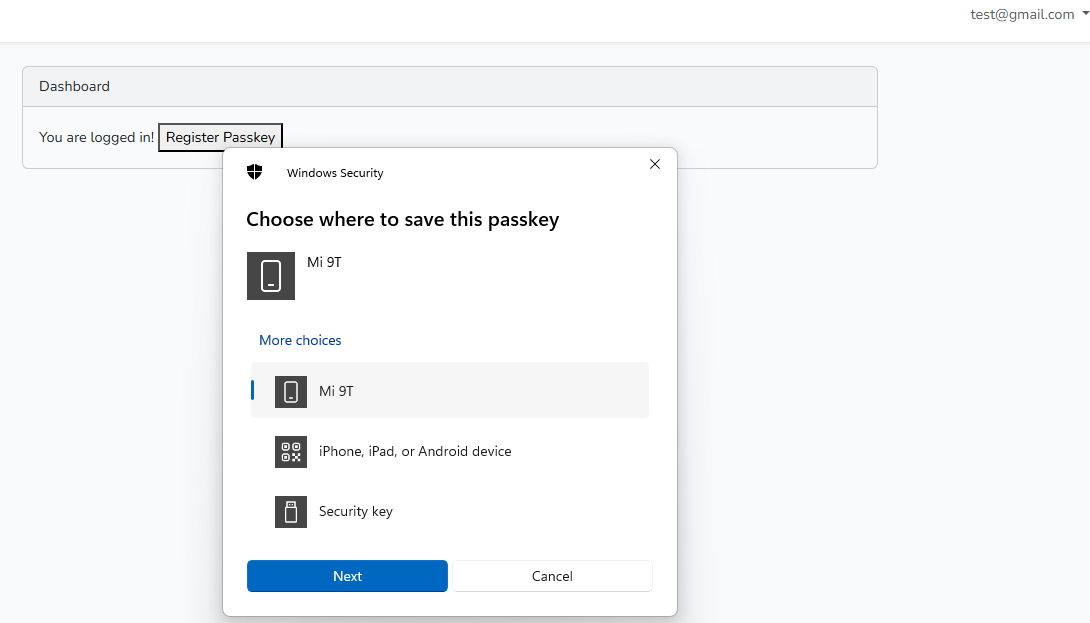 test@gmail.com
Dashboard
You are logged in! Register Passkey
Windows Security
Choose where to save this passkey
Mi 9T
More choices
Mi 9T
iPhone, iPad, or Android device
Security key
Next Cancel